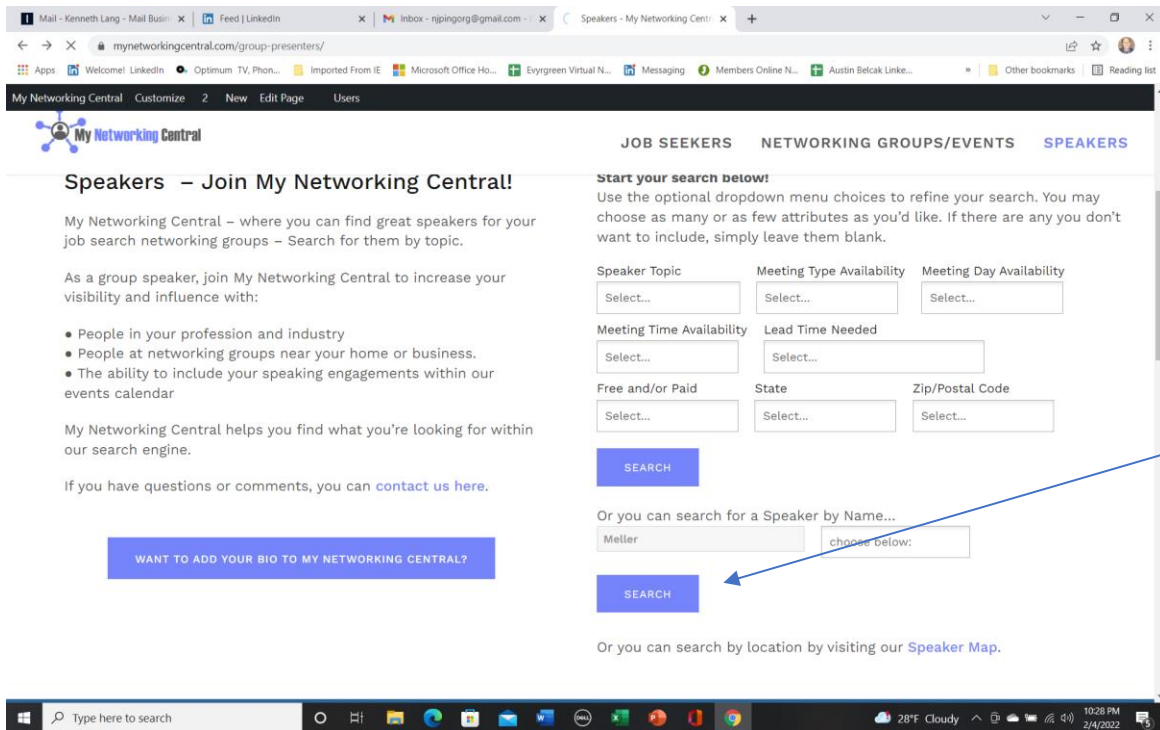 Mail - Kenneth Lang - Mail Busin
Feed | LinkedIn
Inbox - njpingorg@gmail.com -
Speakers - My Networking Centr
mynetworkingcentral.com/group-presenters/
Apps
Welcome! LinkedIn
Optimum TV, Phon...
Imported From IE
Microsoft Office Ho...
Evyrgreen Virtual N...
Messaging
Members Online N...
Austin Belcak Linke...
»
Other bookmarks
Reading list
My Networking Central Customize 2 New Edit Page Users
My Networking Central
JOB SEEKERS NETWORKING GROUPS/EVENTS SPEAKERS
Speakers – Join My Networking Central!
My Networking Central – where you can find great speakers for your
job search networking groups – Search for them by topic.
As a group speaker, join My Networking Central to increase your
visibility and influence with:
● People in your profession and industry
● People at networking groups near your home or business.
● The ability to include your speaking engagements within our
events calendar
My Networking Central helps you find what you're looking for within
our search engine.
If you have questions or comments, you can contact us here.
WANT TO ADD YOUR BIO TO MY NETWORKING CENTRAL?
Start your search below!
Use the optional dropdown menu choices to refine your search. You may
choose as many or as few attributes as you'd like. If there are any you don't
want to include, simply leave them blank.
Speaker Topic Meeting Type Availability Meeting Day Availability
Select... Select... Select...
Meeting Time Availability Lead Time Needed
Select... Select...
Free and/or Paid State Zip/Postal Code
Select... Select... Select...
SEARCH
Or you can search for a Speaker by Name...
Meller choose below:
SEARCH
Or you can search by location by visiting our Speaker Map.
Type here to search
28°F Cloudy
10:28 PM
2/4/2022
5